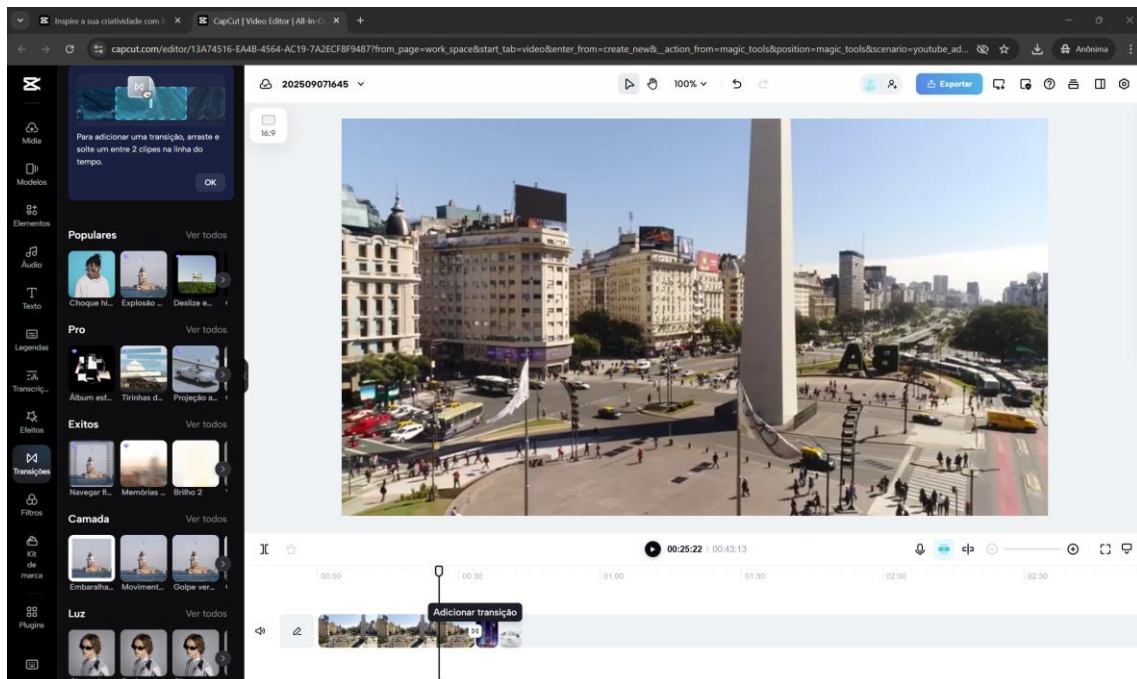 Inspire a sua criatividade com
CapCut | Video Editor | All-In-O
capcut.com/editor/13A74516-EA4B-4564-AC19-7A2ECF8F9487?from_page=work_space&start_tab=video&enter_from=create_new&__action_from=magic_tools&position=magic_tools&scenario=youtube_ad...
Anônima
202509071645
100%
Exportar
Mídia
Modelos
Elementos
Áudio
Texto
Legendas
Transcriç...
Efeitos
Transições
Filtros
Kit
de
marca
Plugins
Para adicionar uma transição, arraste e
solte um entre 2 clipes na linha do
tempo.
OK
Populares Ver todos
Choque hi... Explosão ... Deslize e...
Pro Ver todos
Álbum esf... Tirinhas d... Projeção a...
Exitos Ver todos
Navegar fi... Memórias ... Brilho 2
Camada Ver todos
Embaralha... Moviment... Golpe ver...
Luz Ver todos
16:9
BA
00:25:22 | 00:43:13
00:00 00:30 01:00 01:30 02:00 02:30
Adicionar transição